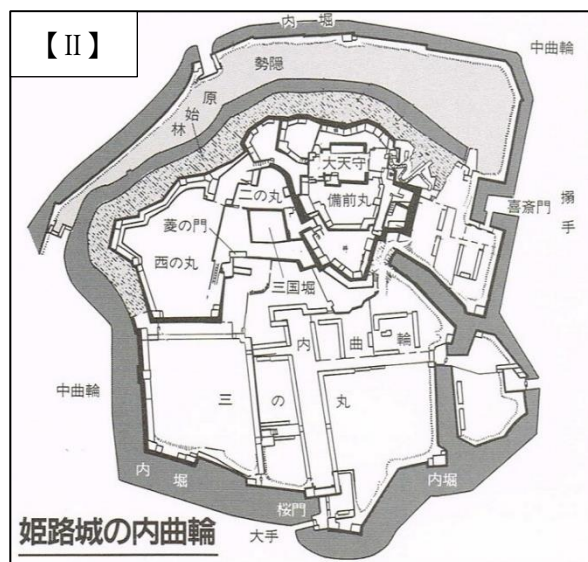 【Ⅱ】
内堀
中曲輪
勢隠
原始林
大天守
二の丸
備前丸
喜斎門
搦手
菱の門
西の丸
三国堀
内曲輪
中曲輪
三の丸
内堀
内堀
桜門
大手
姫路城の内曲輪